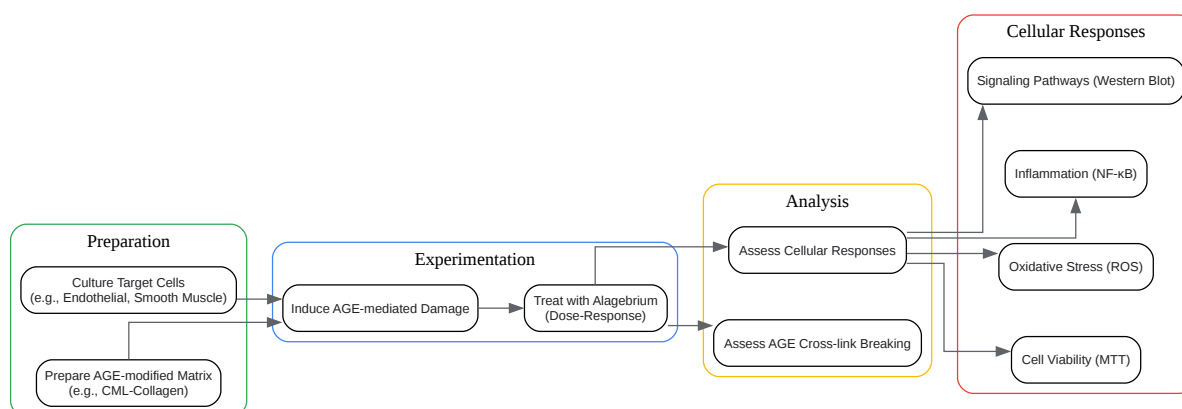 Preparation
Culture Target Cells
(e.g., Endothelial, Smooth Muscle)
Prepare AGE-modified Matrix
(e.g., CML-Collagen)
Experimentation
Induce AGE-mediated Damage
Treat with Alagebrium
(Dose-Response)
Analysis
Assess Cellular Responses
Assess AGE Cross-link Breaking
Cellular Responses
Signaling Pathways (Western Blot)
Inflammation (NF-κB)
Oxidative Stress (ROS)
Cell Viability (MTT)